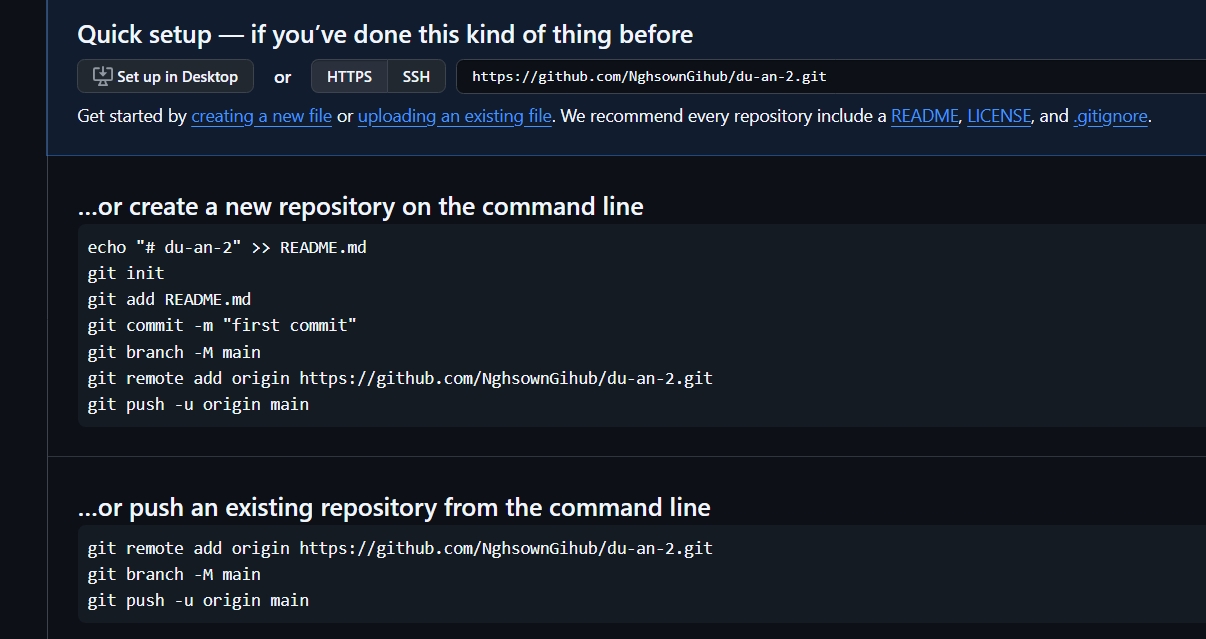 Quick setup — if you’ve done this kind of thing before
Set up in Desktop or HTTPS SSH https://github.com/NghsownGihub/du-an-2.git
Get started by creating a new file or uploading an existing file. We recommend every repository include a README, LICENSE, and .gitignore.
...or create a new repository on the command line
echo "# du-an-2" >> README.md
git init
git add README.md
git commit -m "first commit"
git branch -M main
git remote add origin https://github.com/NghsownGihub/du-an-2.git
git push -u origin main
...or push an existing repository from the command line
git remote add origin https://github.com/NghsownGihub/du-an-2.git
git branch -M main
git push -u origin main